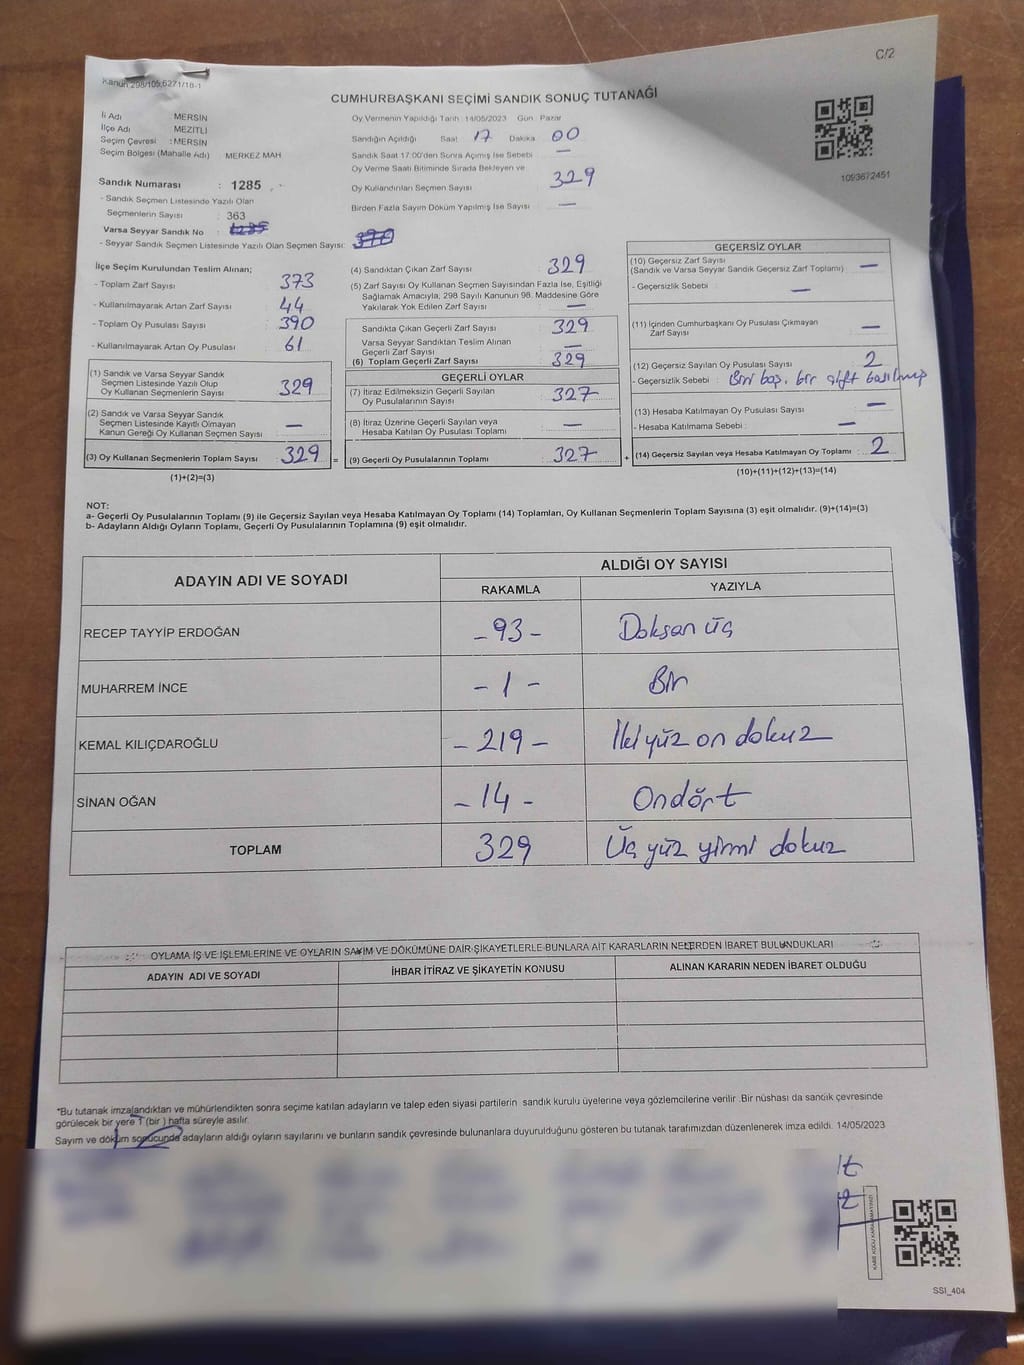 C/2
Kanun 298/105,6271/18-1
CUMHURBAŞKANI SEÇİMİ SANDIK SONUÇ TUTANAĞI
İl Adı MERSİN
İlçe Adı MEZİTLİ
Seçim Çevresi : MERSİN
Seçim Bölgesi (Mahalle Adı) MERKEZ MAH
Sandık Numarası : 1285
- Sandık Seçmen Listesinde Yazılı Olan
Seçmenlerin Sayısı : 363
Varsa Seyyar Sandık No
- Seyyar Sandık Seçmen Listesinde Yazılı Olan Seçmen Sayısı:
Oy Vermenin Yapıldığı Tarih :14/05/2023 Gün Pazar
Sandığın Açıldığı Saat 17 Dakika 00
Sandık Saat 17:00'den Sonra Açımış İse Sebebi : —
Oy Verme Saati Bitiminde Sırada Bekleyen ve
Oy Kullandırılan Seçmen Sayısı : 329
Birden Fazla Sayım Döküm Yapılmış İse Sayısı : —
1093672451
İlçe Seçim Kurulundan Teslim Alınan;
- Toplam Zarf Sayısı : 373
- Kullanılmayarak Artan Zarf Sayısı : 44
- Toplam Oy Pusulası Sayısı : 390
- Kullanılmayarak Artan Oy Pusulası : 61
(1) Sandık ve Varsa Seyyar Sandık
Seçmen Listesinde Yazılı Olup
Oy Kullanan Seçmenlerin Sayısı : 329
(2) Sandık ve Varsa Seyyar Sandık
Seçmen Listesinde Kayıtlı Olmayan
Kanun Gereği Oy Kullanan Seçmen Sayısı : —
(3) Oy Kullanan Seçmenlerin Toplam Sayısı : 329 =
(1)+(2)=(3)
(4) Sandıktan Çıkan Zarf Sayısı : 329
(5) Zarf Sayısı Oy Kullanan Seçmen Sayısından Fazla İse, Eşitliği
Sağlamak Amacıyla, 298 Sayılı Kanunun 98. Maddesine Göre
Yakılarak Yok Edilen Zarf Sayısı : —
Sandıkta Çıkan Geçerli Zarf Sayısı : 329
Varsa Seyyar Sandıktan Teslim Alınan
Geçerli Zarf Sayısı : —
(6) Toplam Geçerli Zarf Sayısı : 329
GEÇERLİ OYLAR
(7) İtiraz Edilmeksizin Geçerli Sayılan
Oy Pusulalarının Sayısı : 327
(8) İtiraz Üzerine Geçerli Sayılan veya
Hesaba Katılan Oy Pusulası Toplamı : —
(9) Geçerli Oy Pusulalarının Toplamı : 327 +
GEÇERSİZ OYLAR
(10) Geçersiz Zarf Sayısı
(Sandık ve Varsa Seyyar Sandık Geçersiz Zarf Toplamı) : —
- Geçersizlik Sebebi : —
(11) İçinden Cumhurbaşkanı Oy Pusulası Çıkmayan
Zarf Sayısı : —
(12) Geçersiz Sayılan Oy Pusulası Sayısı : 2
- Geçersizlik Sebebi : Biri boş, bir çift basılmış
(13) Hesaba Katılmayan Oy Pusulası Sayısı : —
- Hesaba Katılmama Sebebi : —
(14) Geçersiz Sayılan veya Hesaba Katılmayan Oy Toplamı : 2
(10)+(11)+(12)+(13)=(14)
NOT:
a- Geçerli Oy Pusulalarının Toplamı (9) ile Geçersiz Sayılan veya Hesaba Katılmayan Oy Toplamı (14) Toplamları, Oy Kullanan Seçmenlerin Toplam Sayısına (3) eşit olmalıdır. (9)+(14)=(3)
b- Adayların Aldığı Oyların Toplamı, Geçerli Oy Pusulalarının Toplamına (9) eşit olmalıdır.
ADAYIN ADI VE SOYADI ALDIĞI OY SAYISI
RAKAMLA YAZIYLA
RECEP TAYYİP ERDOĞAN - 93 - Doksan üç
MUHARREM İNCE - 1 - Bir
KEMAL KILIÇDAROĞLU - 219 - İki yüz on dokuz
SİNAN OĞAN - 14 - Ondört
TOPLAM 329 Üç yüz yirmi dokuz
OYLAMA İŞ VE İŞLEMLERİNE VE OYLARIN SAYIM VE DÖKÜMÜNE DAİR ŞİKAYETLERLE BUNLARA AİT KARARLARIN NELERDEN İBARET BULUNDUKLARI
ADAYIN ADI VE SOYADI İHBAR İTİRAZ VE ŞİKAYETİN KONUSU ALINAN KARARIN NEDEN İBARET OLDUĞU
*Bu tutanak imzalandıktan ve mühürlendikten sonra seçime katılan adayların ve talep eden siyasi partilerin sandık kurulu üyelerine veya gözlemcilerine verilir. Bir nüshası da sandık çevresinde
görülecek bir yere 1 (bir) hafta süreyle asılır.
Sayım ve döküm sonucunda adayların aldığı oyların sayılarını ve bunların sandık çevresinde bulunanlara duyurulduğunu gösteren bu tutanak tarafımızdan düzenlenerek imza edildi. 14/05/2023
SSI_404